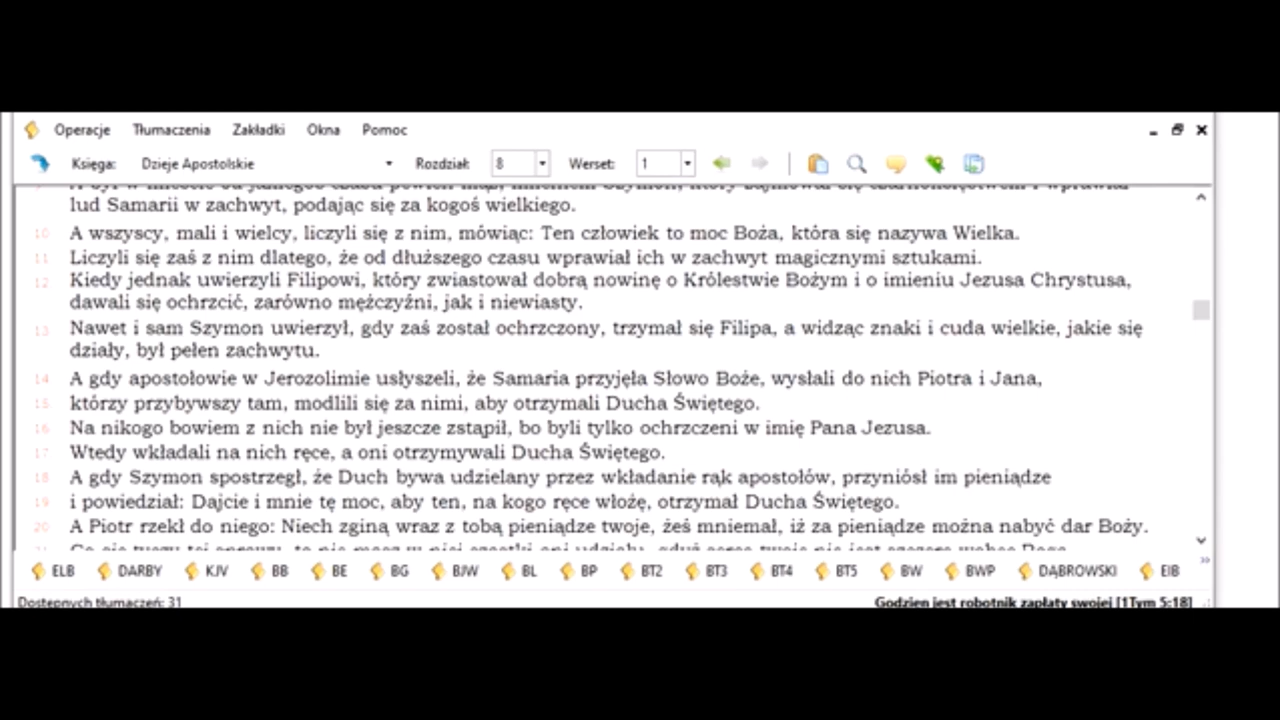 Operacje Tłumaczenia Zakładki Okna Pomoc
Księga: Dzieje Apostolskie Rozdział: 8 Werset: 1
lud Samarii w zachwyt, podając się za kogoś wielkiego.
10 A wszyscy, mali i wielcy, liczyli się z nim, mówiąc: Ten człowiek to moc Boża, która się nazywa Wielka.
11 Liczyli się zaś z nim dlatego, że od dłuższego czasu wprawiał ich w zachwyt magicznymi sztukami.
12 Kiedy jednak uwierzyli Filipowi, który zwiastował dobrą nowinę o Królestwie Bożym i o imieniu Jezusa Chrystusa,
dawali się ochrzcić, zarówno mężczyźni, jak i niewiasty.
13 Nawet i sam Szymon uwierzył, gdy zaś został ochrzczony, trzymał się Filipa, a widząc znaki i cuda wielkie, jakie się
działy, był pełen zachwytu.
14 A gdy apostołowie w Jerozolimie usłyszeli, że Samaria przyjęła Słowo Boże, wysłali do nich Piotra i Jana,
15 którzy przybywszy tam, modlili się za nimi, aby otrzymali Ducha Świętego.
16 Na nikogo bowiem z nich nie był jeszcze zstąpił, bo byli tylko ochrzczeni w imię Pana Jezusa.
17 Wtedy wkładali na nich ręce, a oni otrzymywali Ducha Świętego.
18 A gdy Szymon spostrzegł, że Duch bywa udzielany przez wkładanie rąk apostołów, przyniósł im pieniądze
19 i powiedział: Dajcie i mnie tę moc, aby ten, na kogo ręce włożę, otrzymał Ducha Świętego.
20 A Piotr rzekł do niego: Niech zginą wraz z tobą pieniądze twoje, żeś mniemał, iż za pieniądze można nabyć dar Boży.
ELB DARBY KJV BB BE BG BJW BL BP BT2 BT3 BT4 BT5 BW BWP DĄBROWSKI EIB
Dostępnych tłumaczeń: 31 Godzien jest robotnik zapłaty swojej [1Tym 5:18]